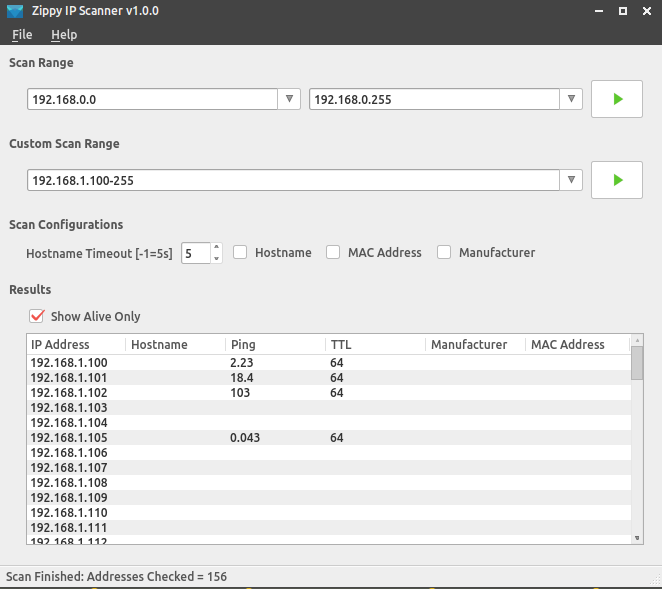 Zippy IP Scanner v1.0.0
File Help
Scan Range
192.168.0.0 192.168.0.255
Custom Scan Range
192.168.1.100-255
Scan Configurations
Hostname Timeout [-1=5s] 5 Hostname MAC Address Manufacturer
Results
Show Alive Only
IP Address Hostname Ping TTL Manufacturer MAC Address
192.168.1.100 2.23 64
192.168.1.101 18.4 64
192.168.1.102 103 64
192.168.1.103
192.168.1.104
192.168.1.105 0.043 64
192.168.1.106
192.168.1.107
192.168.1.108
192.168.1.109
192.168.1.110
192.168.1.111
192.168.1.112
Scan Finished: Addresses Checked = 156